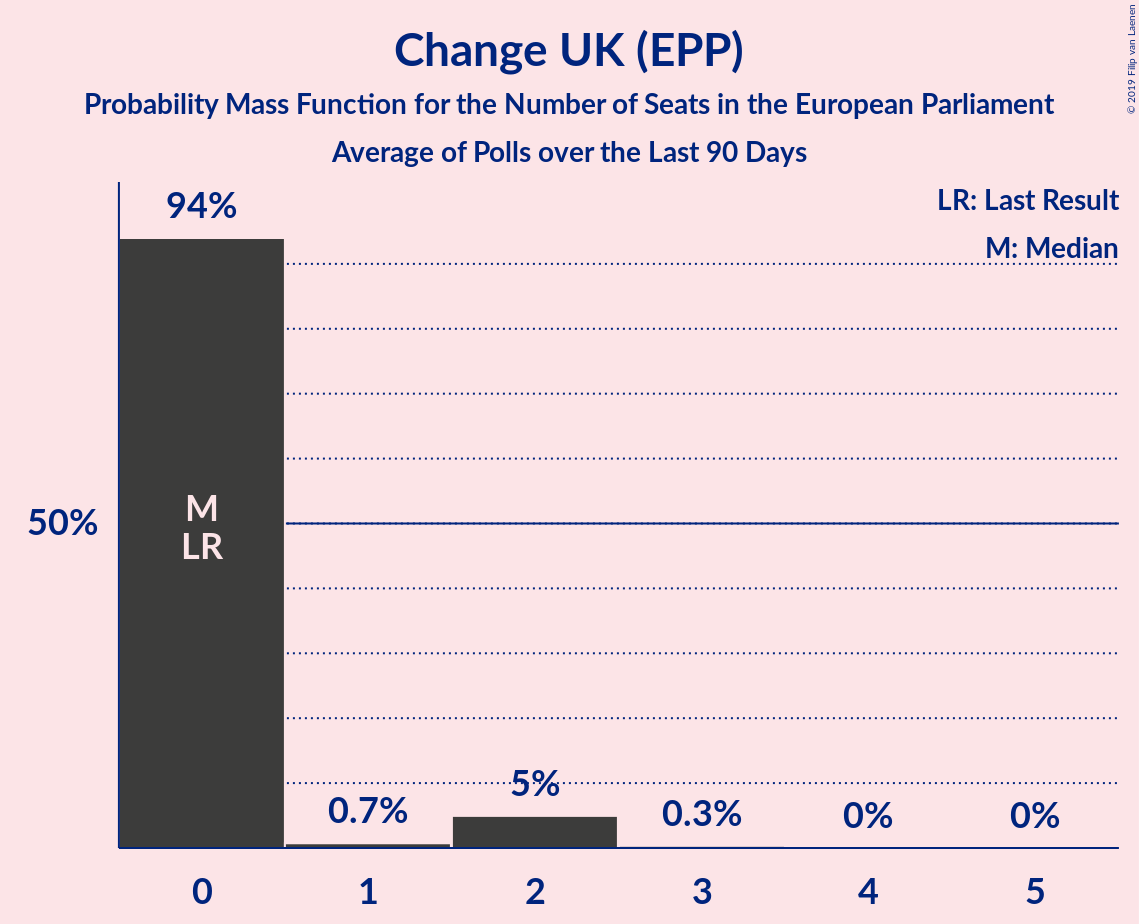 Change UK (EPP)
Probability Mass Function for the Number of Seats in the European Parliament
Average of Polls over the Last 90 Days
© 2019 Filip van Laenen
LR: Last Result
M: Median
94%
M
LR
50%
0.7%
5%
0.3%
0%
0%
0
1
2
3
4
5